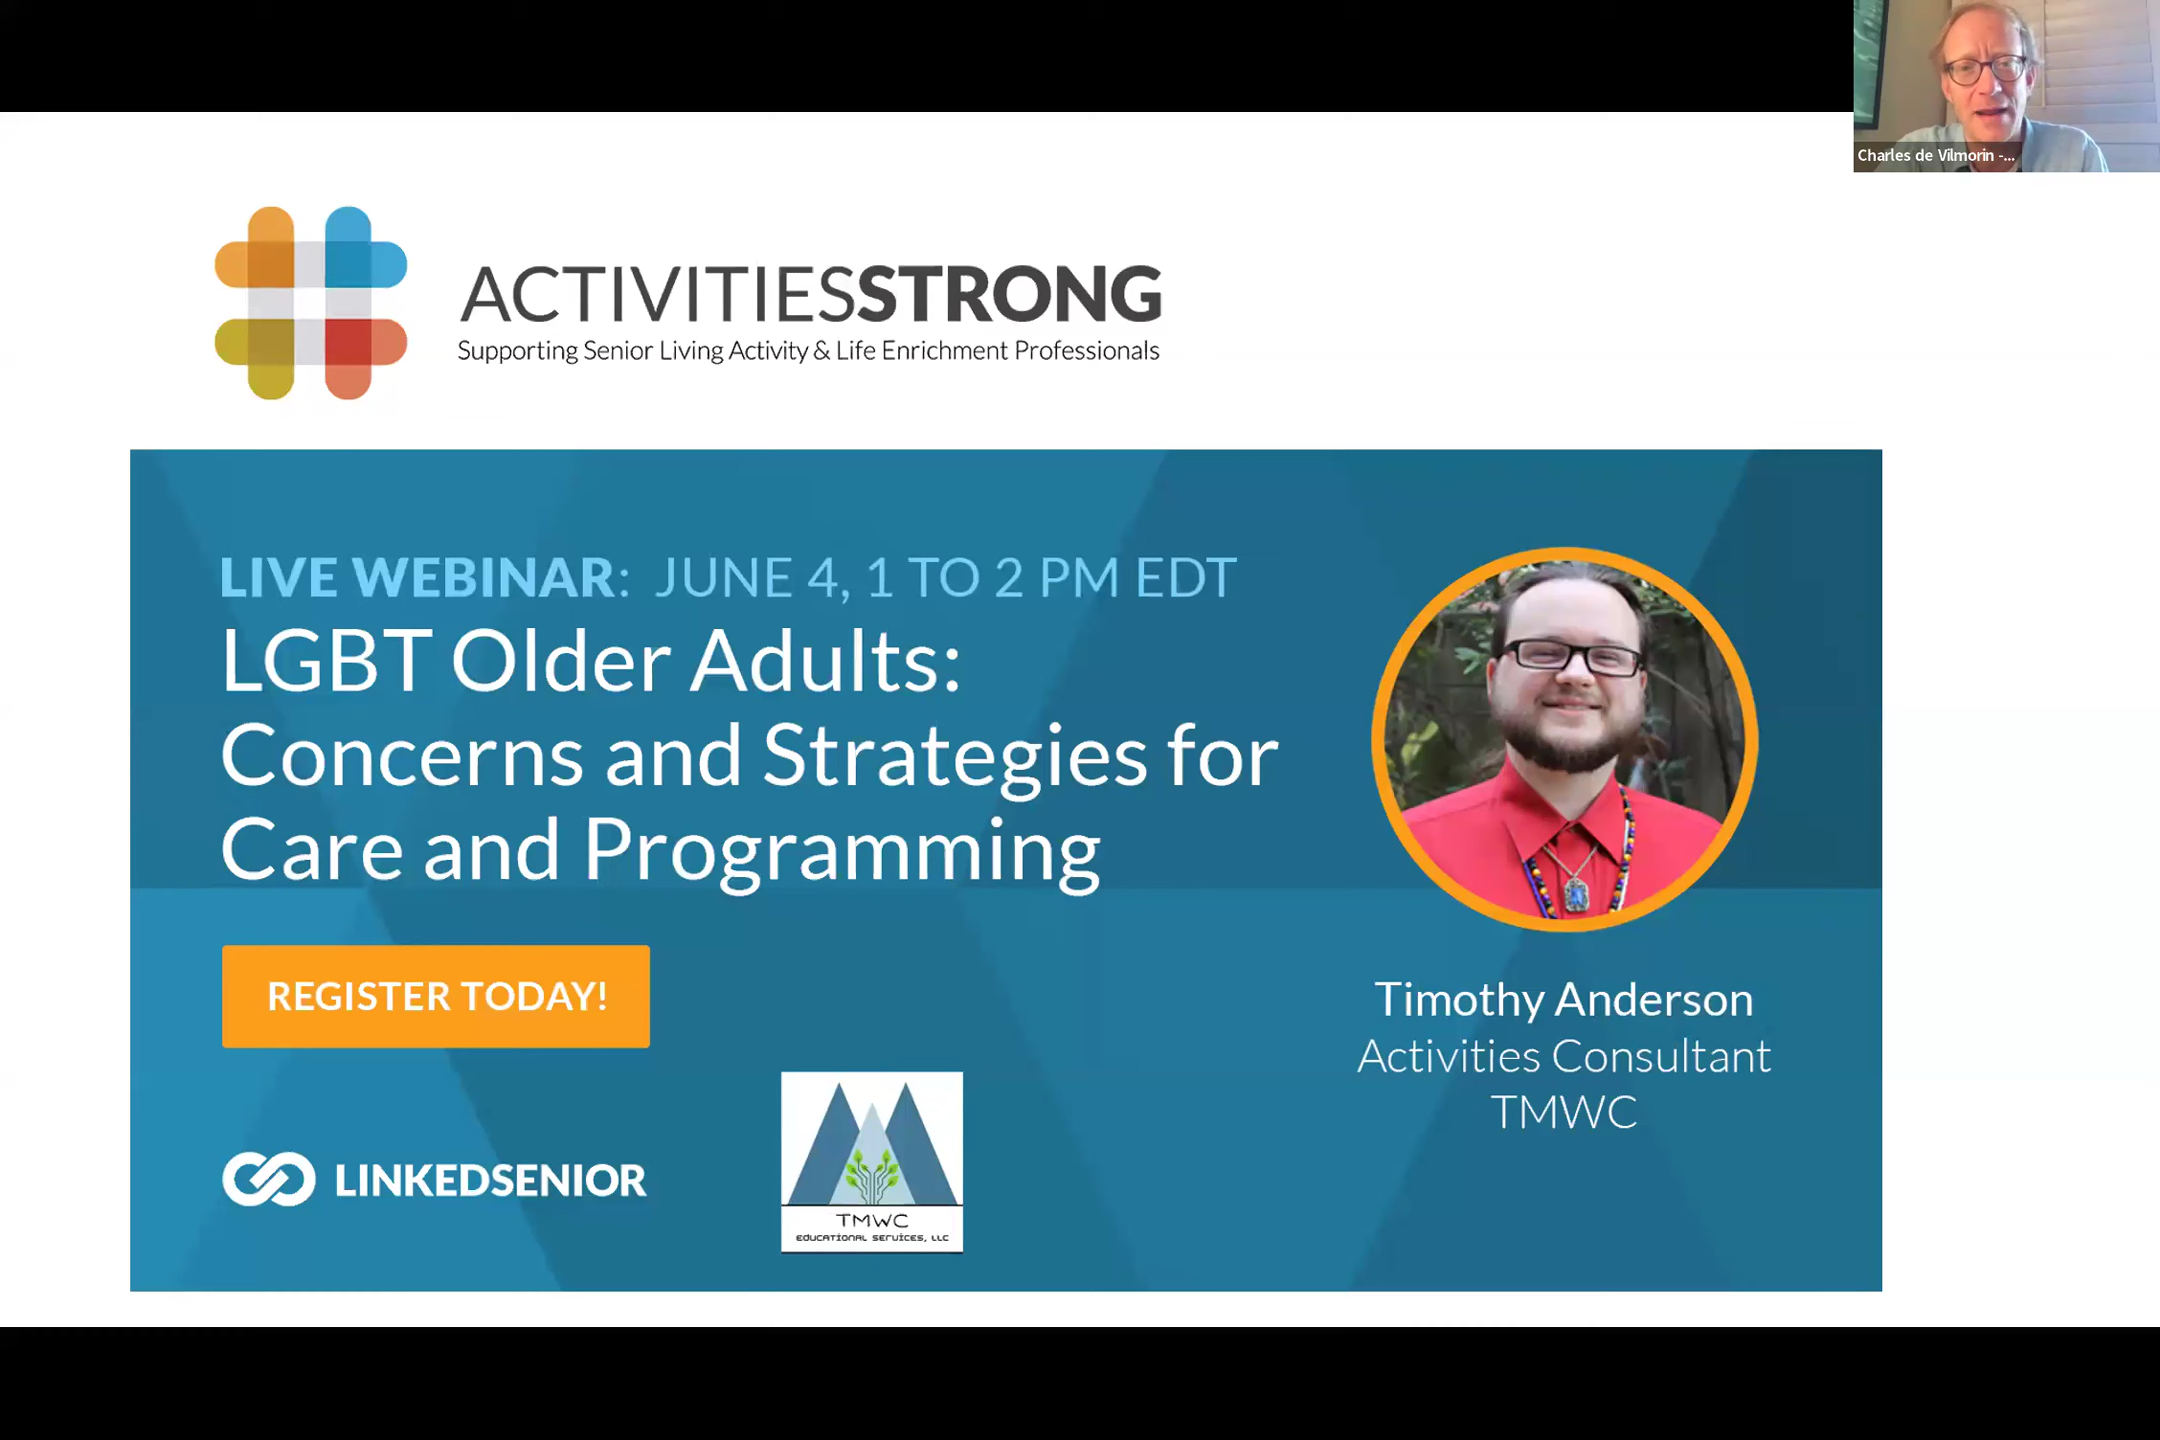 Charles de Vilmorin -...
ACTIVITIESSTRONG
Supporting Senior Living Activity & Life Enrichment Professionals
LIVE WEBINAR: JUNE 4, 1 TO 2 PM EDT
LGBT Older Adults:
Concerns and Strategies for
Care and Programming
REGISTER TODAY!
Timothy Anderson
Activities Consultant
TMWC
LINKEDSENIOR
TMWC
EDUCATIONAL SERVICES, LLC